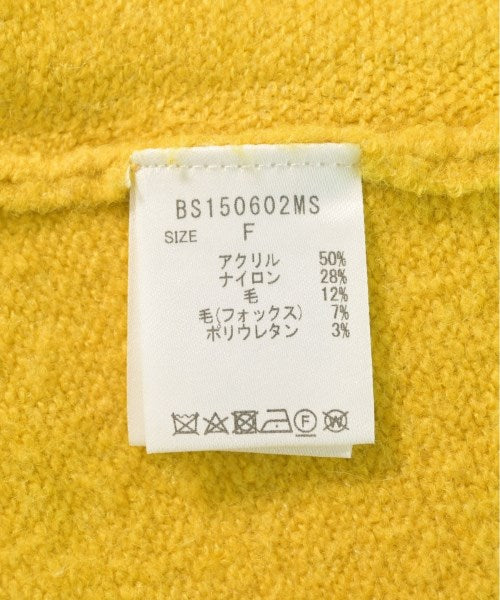 BS150602MS
SIZE F
アクリル 50%
ナイロン 28%
毛 12%
毛(フォックス) 7%
ポリウレタン 3%
F W